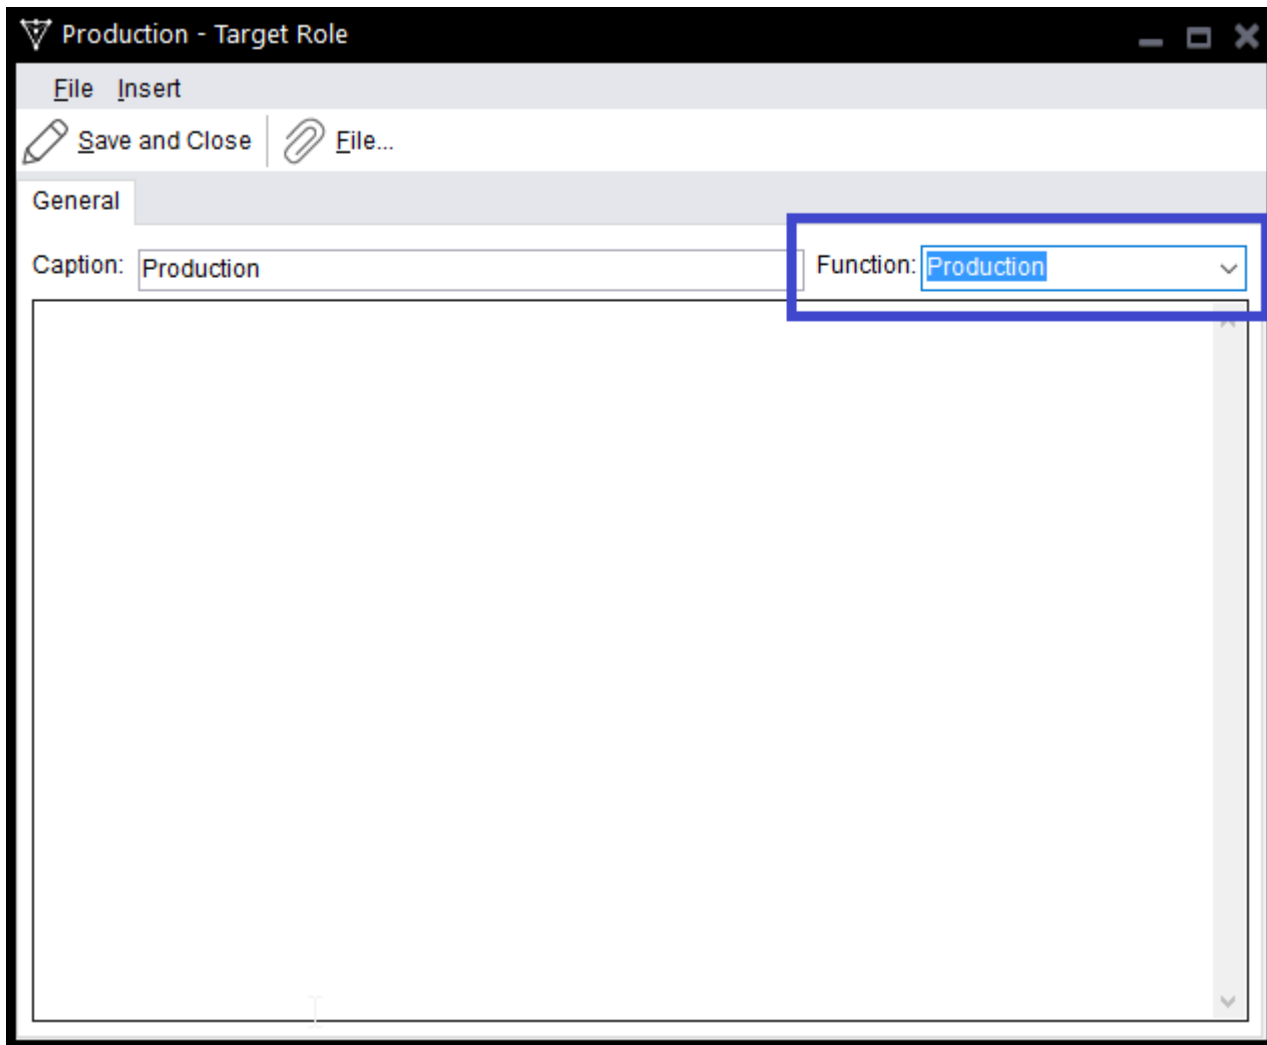 Production - Target Role
File Insert
Save and Close File...
General
Caption: Production Function: Production